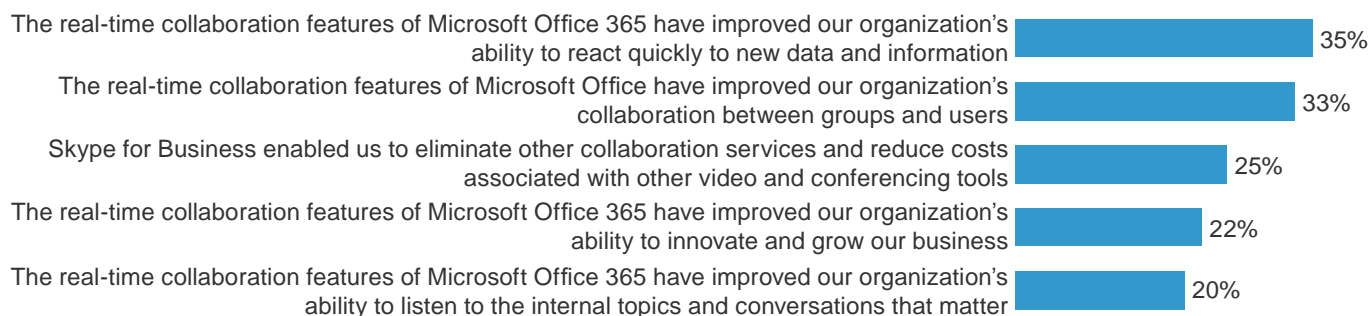 The real-time collaboration features of Microsoft Office 365 have improved our organization's
ability to react quickly to new data and information
35%
The real-time collaboration features of Microsoft Office have improved our organization's
collaboration between groups and users
33%
Skype for Business enabled us to eliminate other collaboration services and reduce costs
associated with other video and conferencing tools
25%
The real-time collaboration features of Microsoft Office 365 have improved our organization's
ability to innovate and grow our business
22%
The real-time collaboration features of Microsoft Office 365 have improved our organization's
ability to listen to the internal topics and conversations that matter
20%